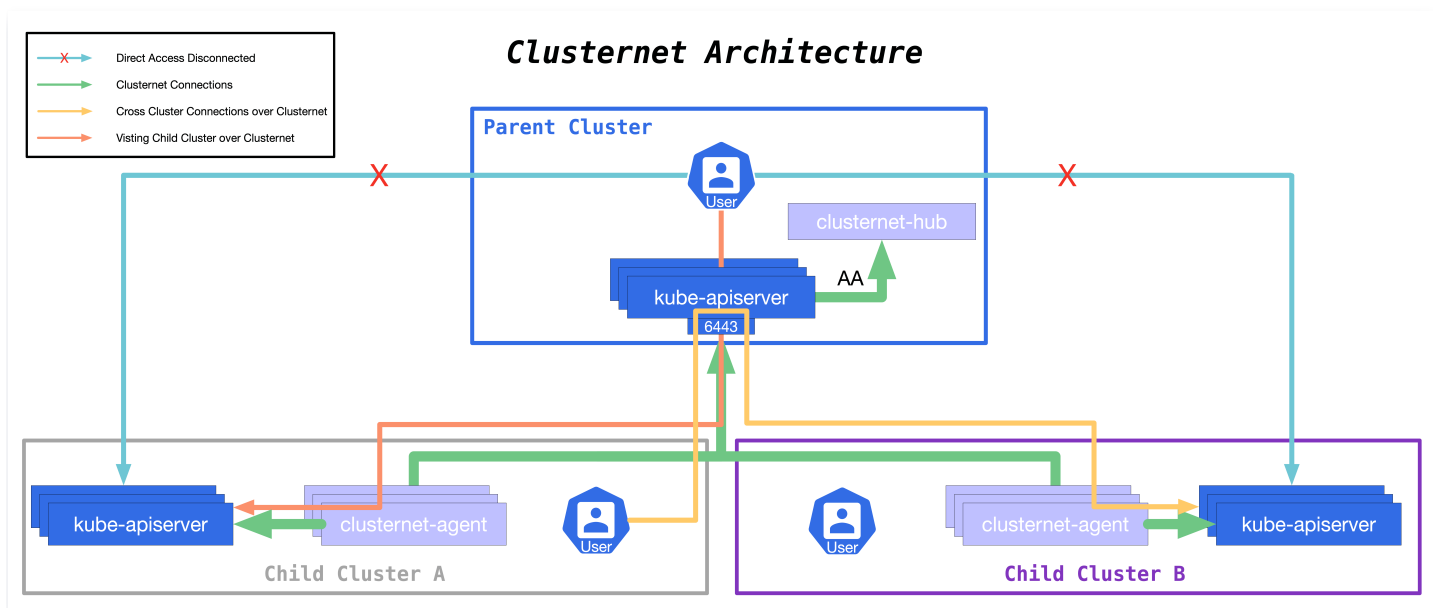 Clusternet Architecture
Direct Access Disconnected
Clusternet Connections
Cross Cluster Connections over Clusternet
Visting Child Cluster over Clusternet
Parent Cluster
X
X
X
User
clusternet-hub
AA
kube-apiserver
6443
kube-apiserver
clusternet-agent
User
Child Cluster A
User
clusternet-agent
kube-apiserver
Child Cluster B